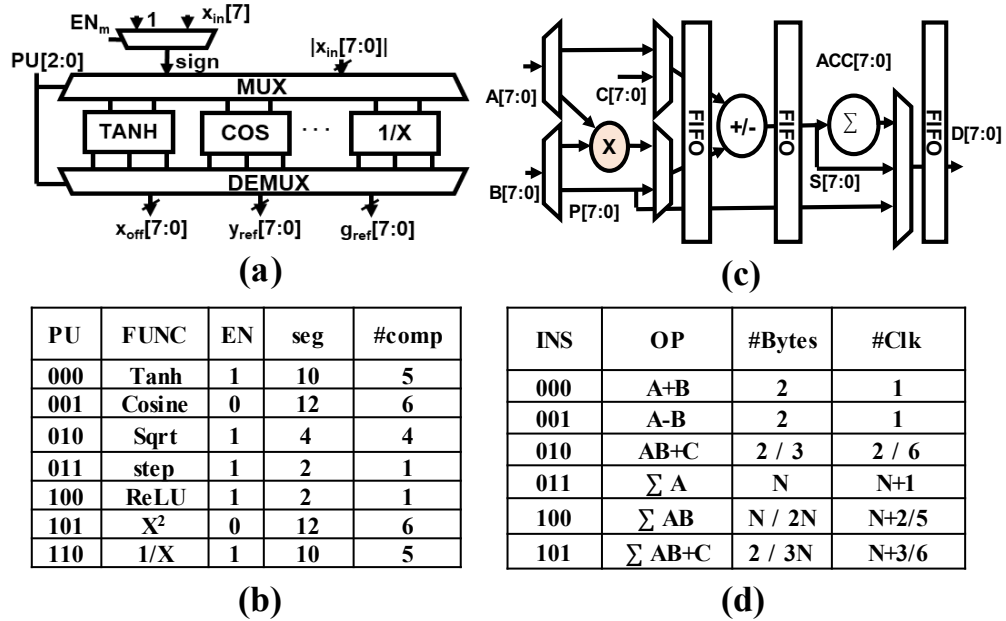 EN_m 1 x_in[7]
PU[2:0] sign |x_in[7:0]|
MUX
TANH COS ··· 1/X
DEMUX
x_off[7:0] y_ref[7:0] g_ref[7:0]
(a)
PU FUNC EN seg #comp
000 Tanh 1 10 5
001 Cosine 0 12 6
010 Sqrt 1 4 4
011 step 1 2 1
100 ReLU 1 2 1
101 X² 0 12 6
110 1/X 1 10 5
(b)
ACC[7:0]
A[7:0] C[7:0]
X FIFO +/- FIFO Σ FIFO D[7:0]
B[7:0] P[7:0] S[7:0]
(c)
INS OP #Bytes #Clk
000 A+B 2 1
001 A-B 2 1
010 AB+C 2 / 3 2 / 6
011 ∑ A N N+1
100 ∑ AB N / 2N N+2/5
101 ∑ AB+C 2 / 3N N+3/6
(d)